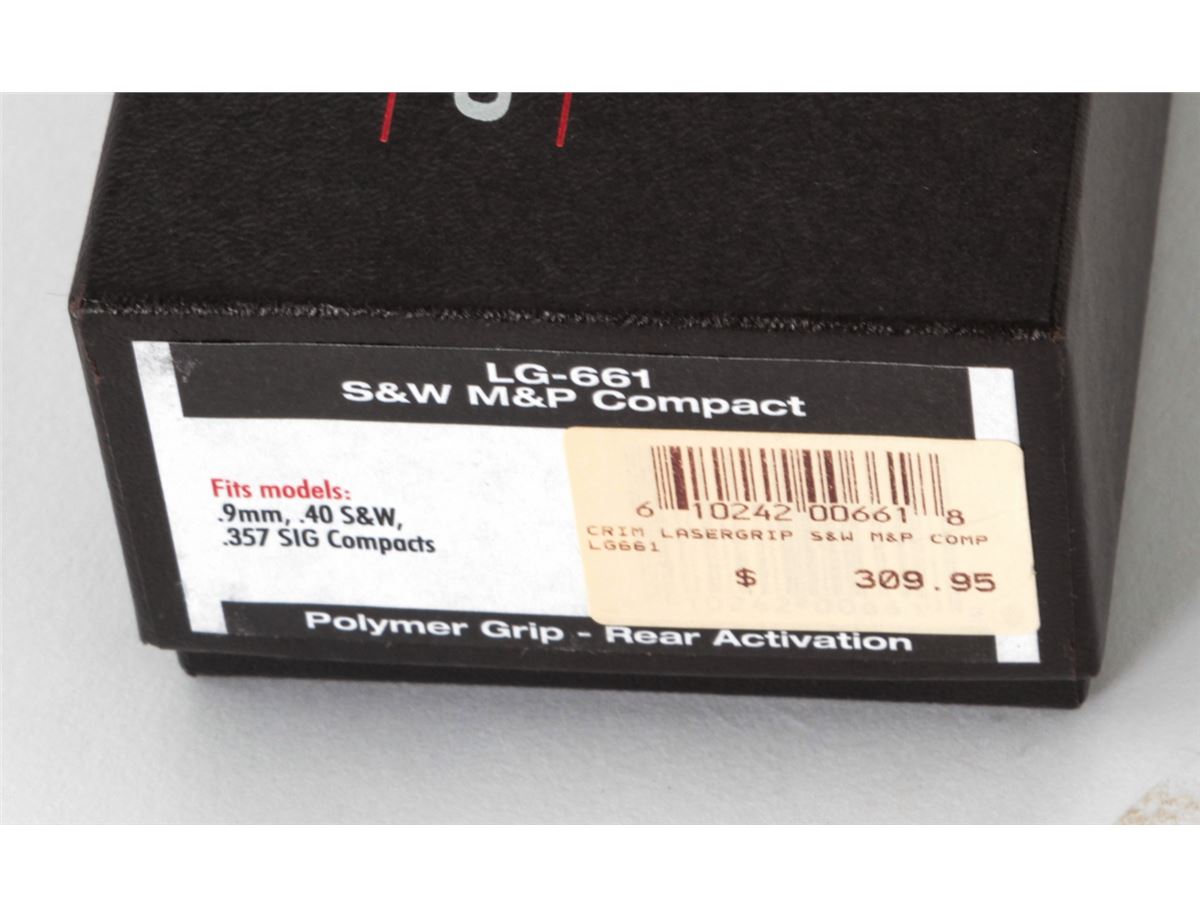 LG-661
S&W M&P Compact
Fits models:
.9mm, .40 S&W,
.357 SIG Compacts
6 10242 00661 8
CRIM LASERGRIP S&W M&P COMP
LG661
$ 309.95
Polymer Grip - Rear Activation